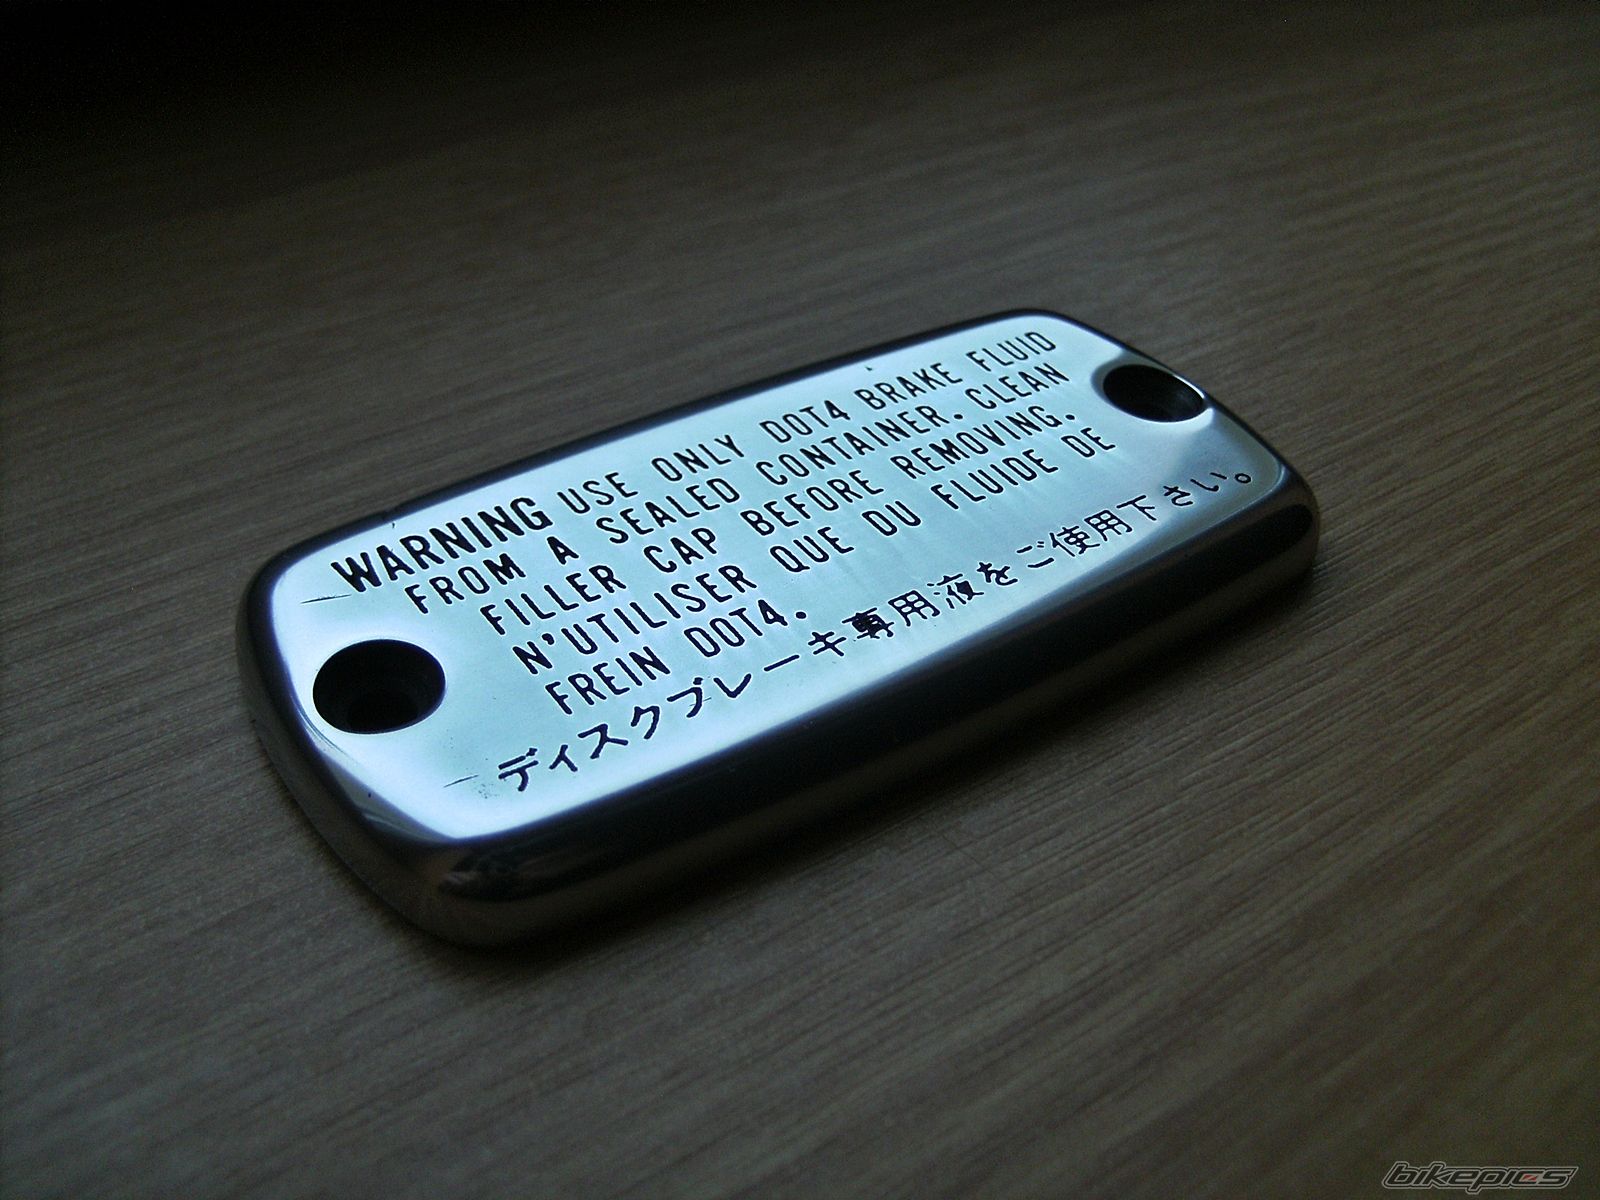 WARNING USE ONLY DOT4 BRAKE FLUID
FROM A SEALED CONTAINER. CLEAN
FILLER CAP BEFORE REMOVING.
N'UTILISER QUE DU FLUIDE DE
FREIN DOT4.
ディスクブレーキ専用液をご使用下さい。
bikepics